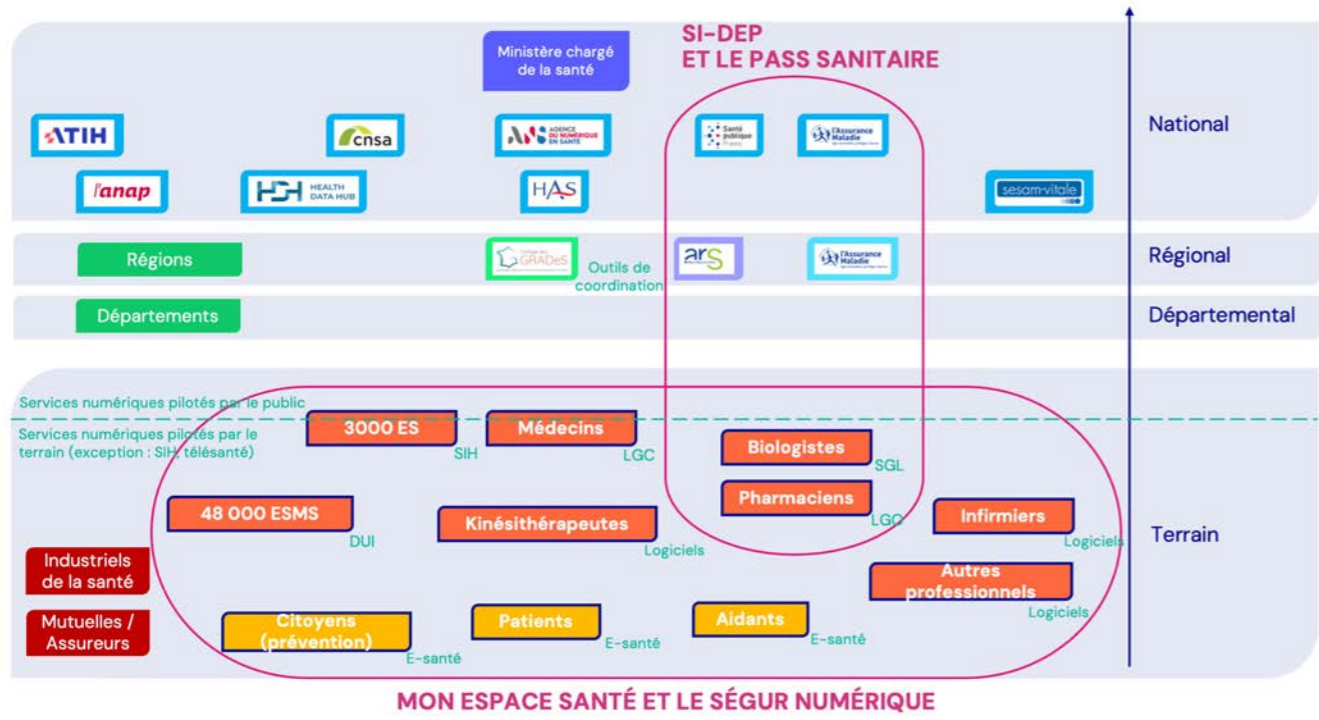 SI-DEP
ET LE PASS SANITAIRE
Ministère chargé
de la santé
National
ATIH
cnsa
AGENCE
DU NUMÉRIQUE
EN SANTÉ
Santé
publique
France
l'Assurance
Maladie
l'anap
HDH HEALTH
DATA HUB
HAS
sesam-vitale
Régional
Régions
GRADeS
Outils de
coordination
ars
l'Assurance
Maladie
Départements
Départemental
Services numériques pilotés par le public
Services numériques pilotés par le
terrain (exception : SIH, télésanté)
3000 ES
SIH
Médecins
LGC
Biologistes
SGL
48 000 ESMS
DUI
Kinésithérapeutes
Logiciels
Pharmaciens
LGO
Infirmiers
Logiciels
Terrain
Industriels
de la santé
Autres
professionnels
Logiciels
Mutuelles /
Assureurs
Citoyens
(prévention)
E-santé
Patients
E-santé
Aidants
E-santé
MON ESPACE SANTÉ ET LE SÉGUR NUMÉRIQUE